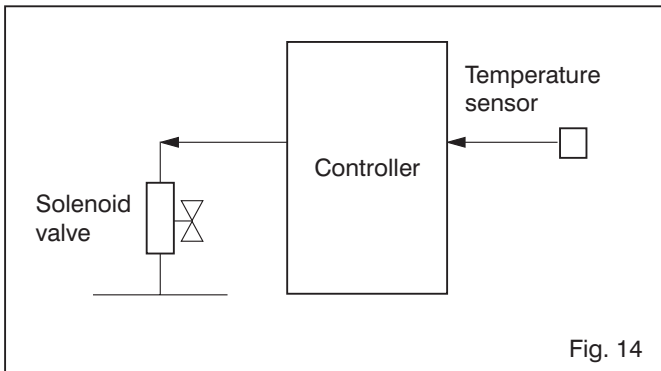 Temperature
sensor
Controller
Solenoid
valve
Fig. 14